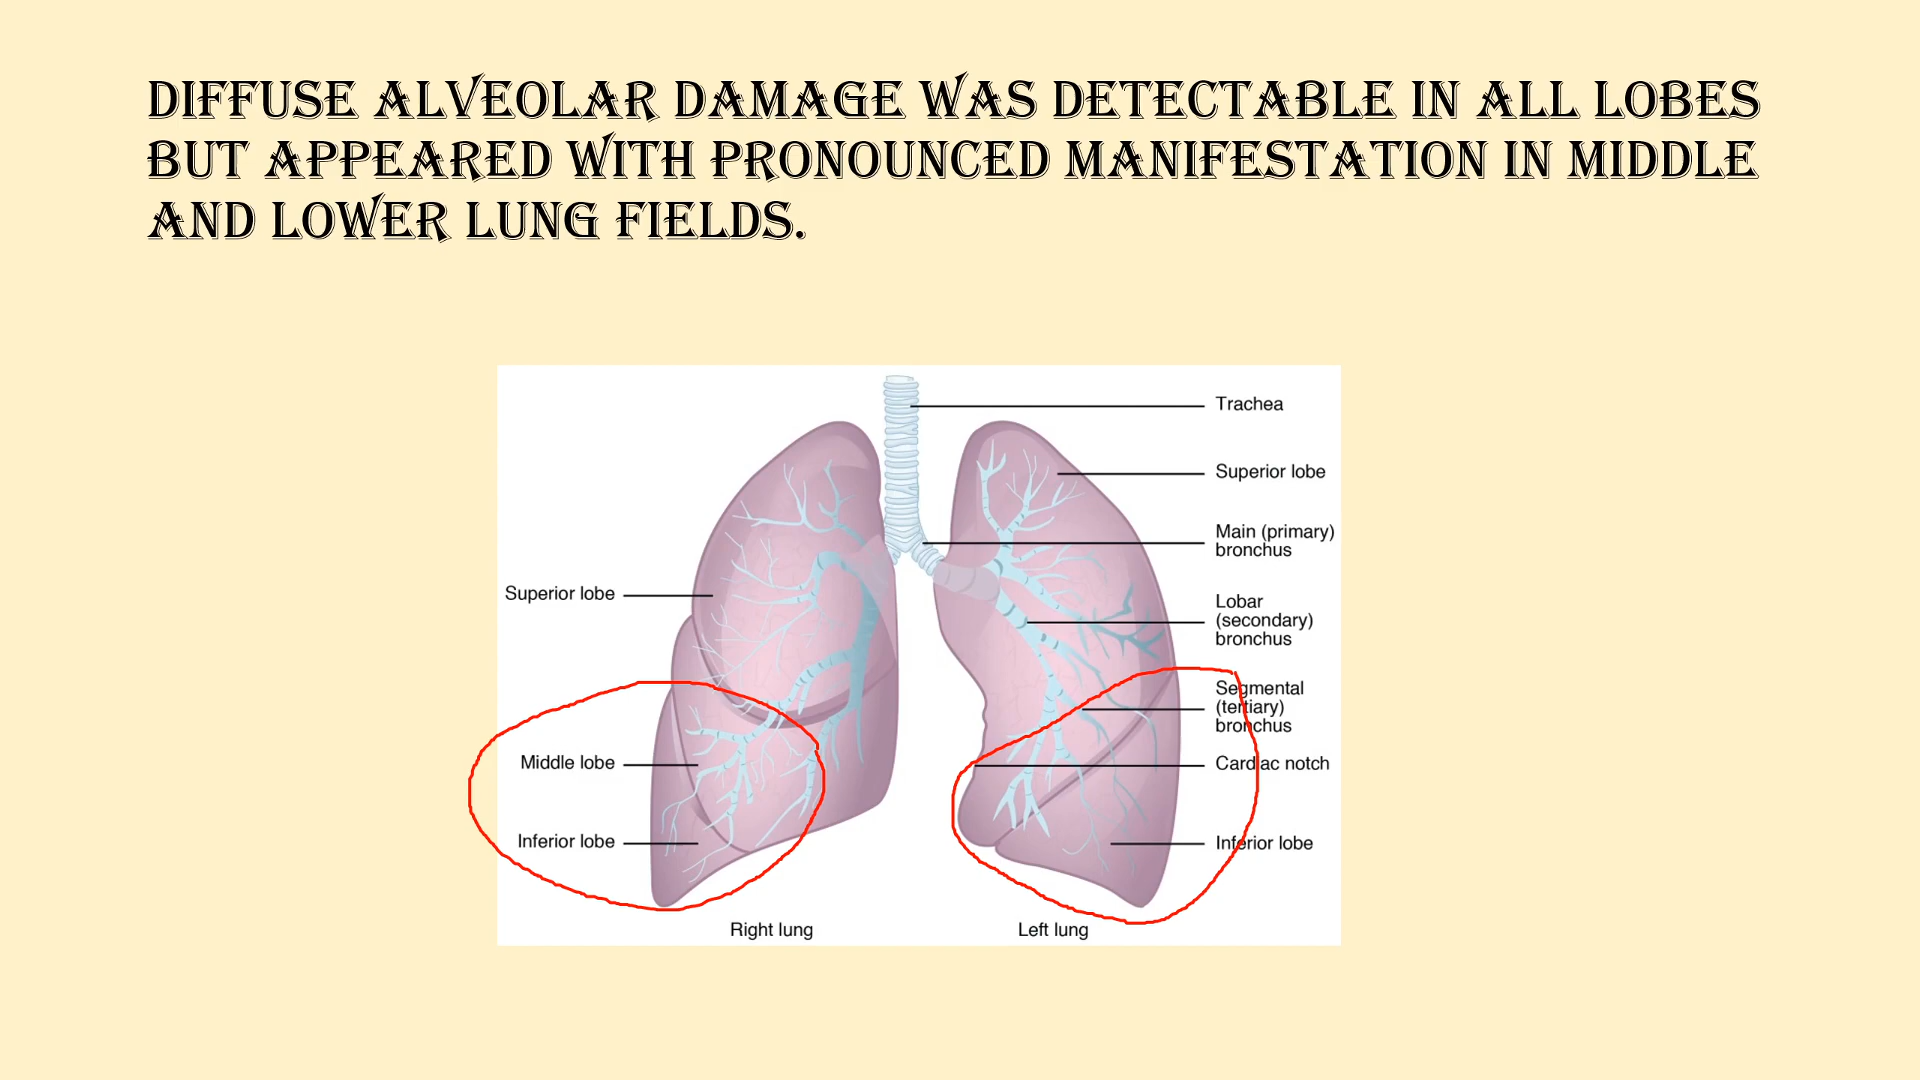 DIFFUSE ALVEOLAR DAMAGE WAS DETECTABLE IN ALL LOBES
BUT APPEARED WITH PRONOUNCED MANIFESTATION IN MIDDLE
AND LOWER LUNG FIELDS.
Trachea
Superior lobe
Main (primary)
bronchus
Superior lobe
Lobar
(secondary)
bronchus
Segmental
(tertiary)
bronchus
Middle lobe
Cardiac notch
Inferior lobe
Inferior lobe
Right lung
Left lung